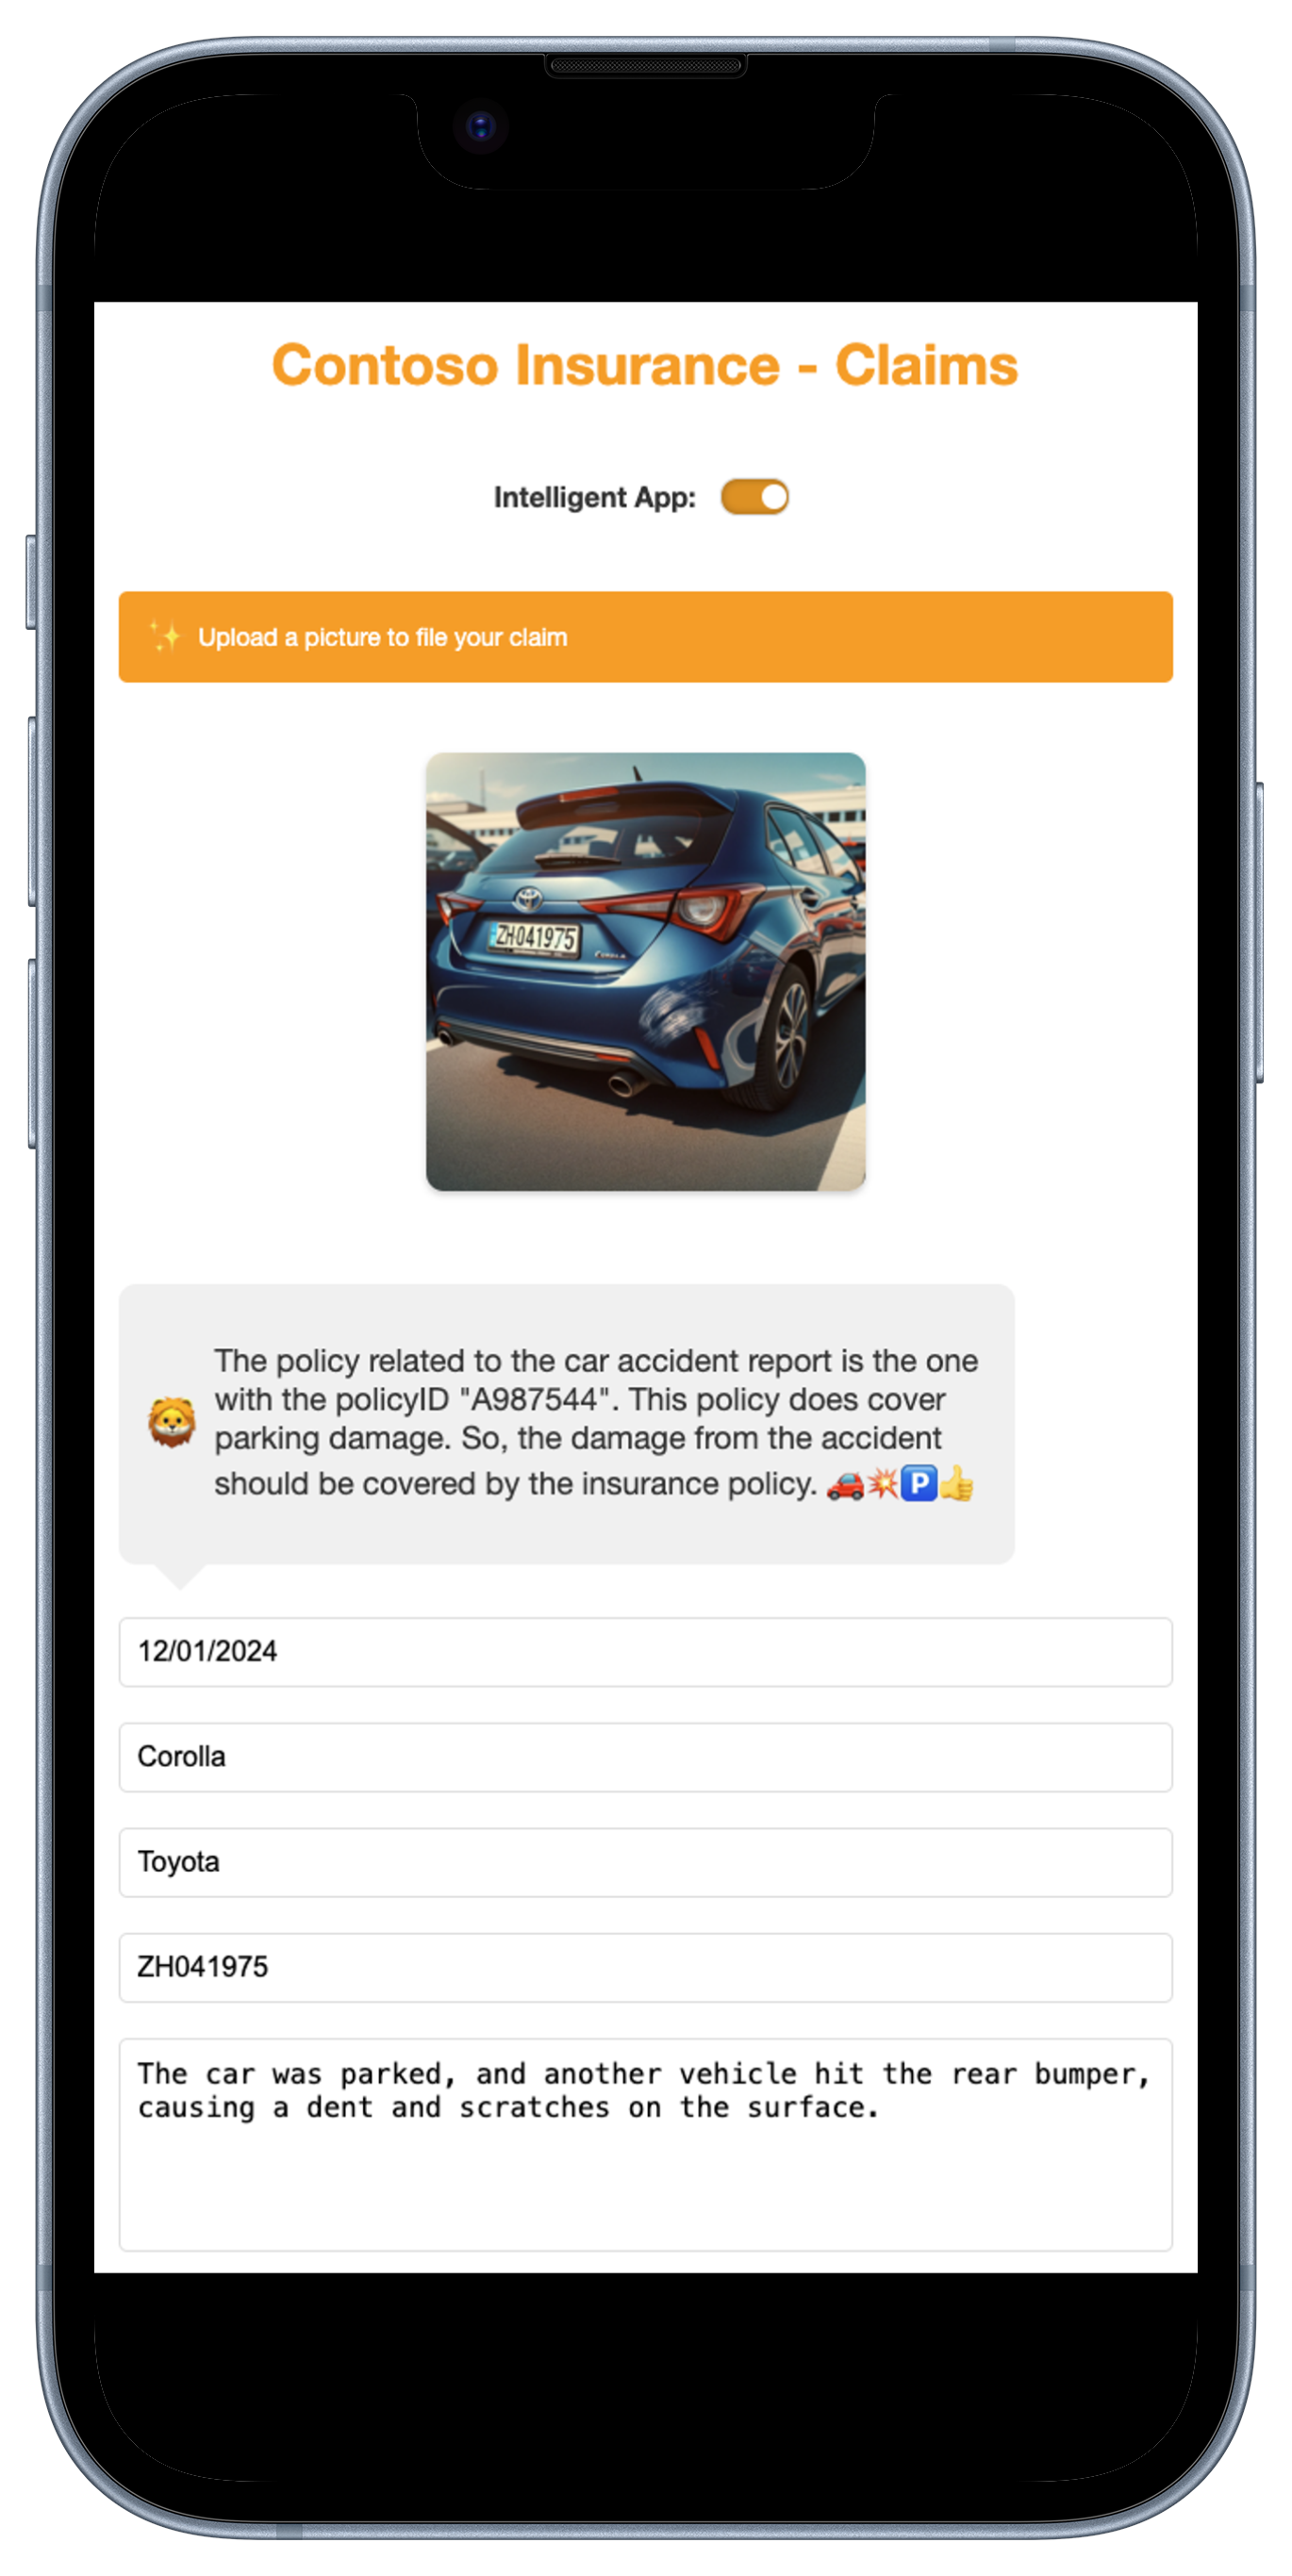 Contoso Insurance - Claims
Intelligent App:
✨ Upload a picture to file your claim
ZH041975
The policy related to the car accident report is the one
with the policyID "A987544". This policy does cover
parking damage. So, the damage from the accident
should be covered by the insurance policy. 🚗💥🅿️👍
12/01/2024
Corolla
Toyota
ZH041975
The car was parked, and another vehicle hit the rear bumper,
causing a dent and scratches on the surface.